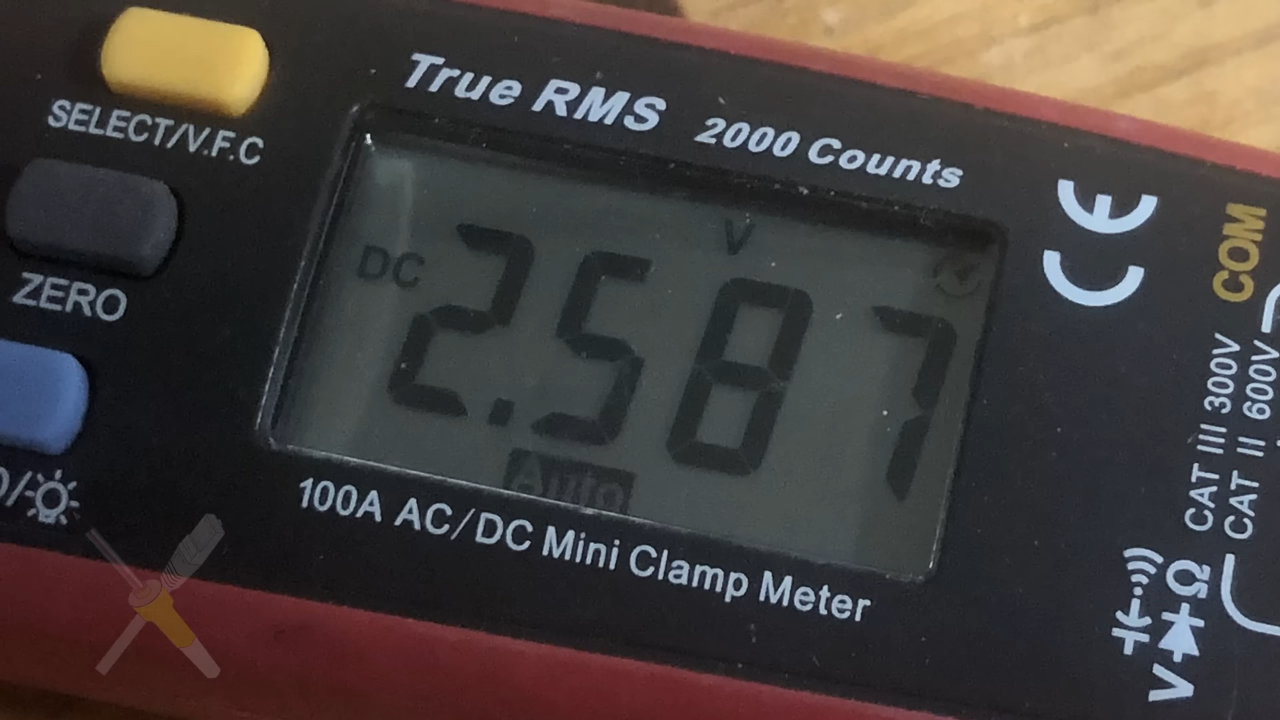 SELECT/V.F.C
ZERO
True RMS 2000 Counts
DC
V
2.587
Auto
100A AC/DC Mini Clamp Meter
CE
COM
CAT III 300V
CAT II 600V
V Ω